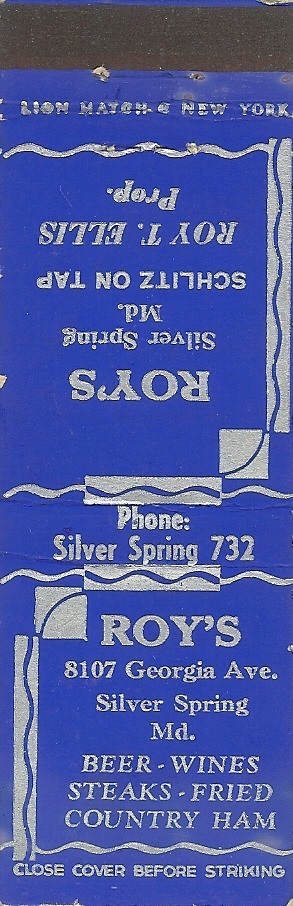 LION MATCH Co NEW YORK
ROY'S
Silver Spring
Md.
SCHLITZ ON TAP
ROY T. ELLIS
Prop.
Phone:
Silver Spring 732
ROY'S
8107 Georgia Ave.
Silver Spring
Md.
BEER - WINES
STEAKS - FRIED
COUNTRY HAM
CLOSE COVER BEFORE STRIKING